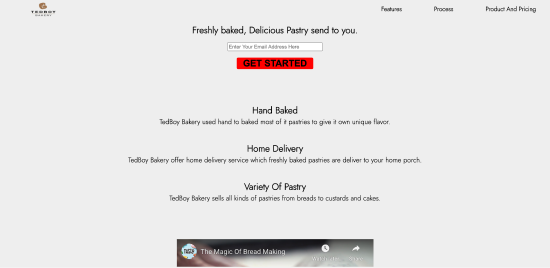 TEDBOY
BAKERY
Features
Process
Product And Pricing
Freshly baked, Delicious Pastry send to you.
Enter Your Email Address Here
GET STARTED
Hand Baked
TedBoy Bakery used hand to baked most of it pastries to give it own unique flavor.
Home Delivery
TedBoy Bakery offer home delivery service which freshly baked pastries are deliver to your home porch.
Variety Of Pastry
TedBoy Bakery sells all kinds of pastries from breads to custards and cakes.
The Magic Of Bread Making